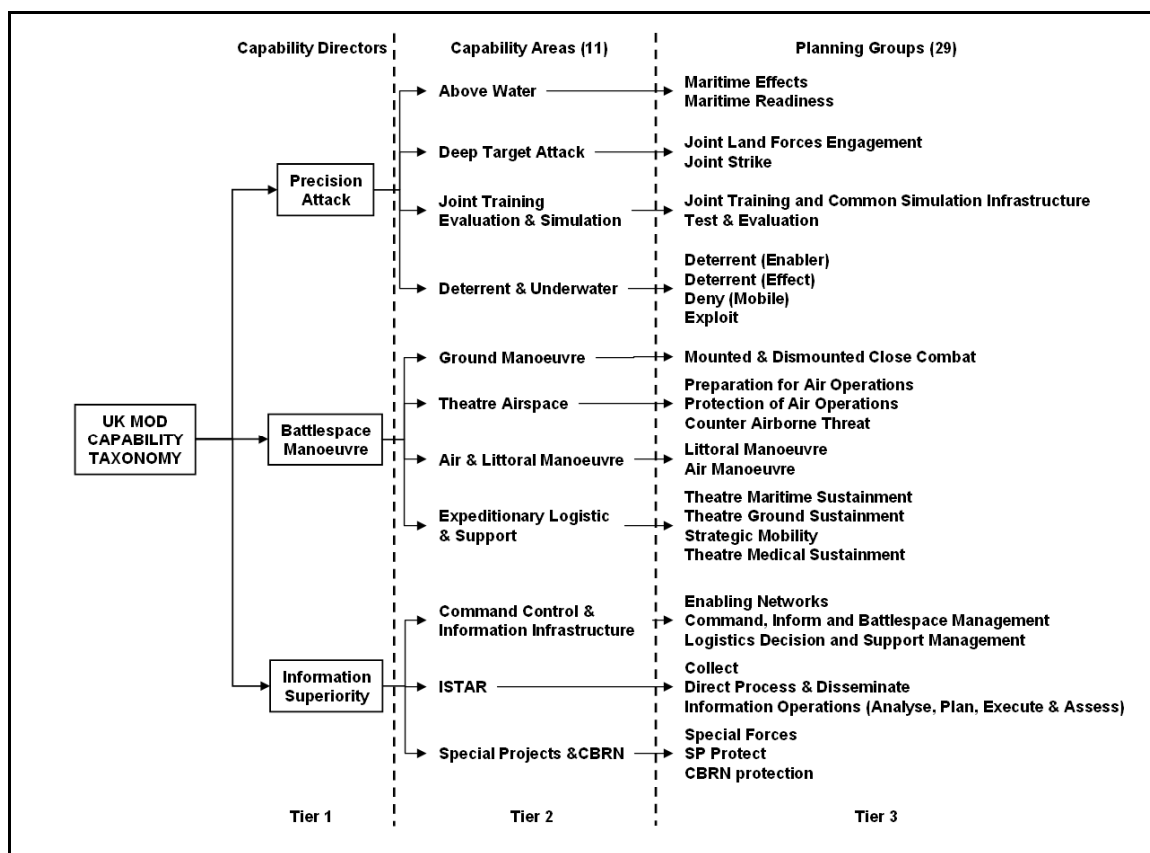 Capability Directors
Capability Areas (11)
Planning Groups (29)
UK MOD
CAPABILITY
TAXONOMY
Precision
Attack
Above Water
Maritime Effects
Maritime Readiness
Deep Target Attack
Joint Land Forces Engagement
Joint Strike
Joint Training
Evaluation & Simulation
Joint Training and Common Simulation Infrastructure
Test & Evaluation
Deterrent & Underwater
Deterrent (Enabler)
Deterrent (Effect)
Deny (Mobile)
Exploit
Battlespace
Manoeuvre
Ground Manoeuvre
Mounted & Dismounted Close Combat
Theatre Airspace
Preparation for Air Operations
Protection of Air Operations
Counter Airborne Threat
Air & Littoral Manoeuvre
Littoral Manoeuvre
Air Manoeuvre
Expeditionary Logistic
& Support
Theatre Maritime Sustainment
Theatre Ground Sustainment
Strategic Mobility
Theatre Medical Sustainment
Information
Superiority
Command Control &
Information Infrastructure
Enabling Networks
Command, Inform and Battlespace Management
Logistics Decision and Support Management
ISTAR
Collect
Direct Process & Disseminate
Information Operations (Analyse, Plan, Execute & Assess)
Special Projects &CBRN
Special Forces
SP Protect
CBRN protection
Tier 1
Tier 2
Tier 3